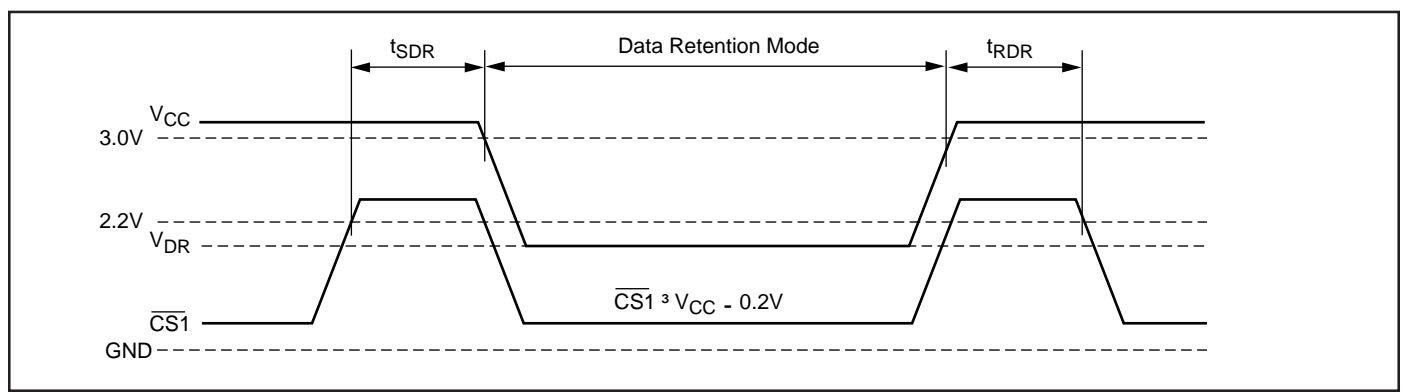 tSDR Data Retention Mode tRDR
VCC
3.0V
2.2V
VDR
CS1 ³ VCC - 0.2V
CS1
GND